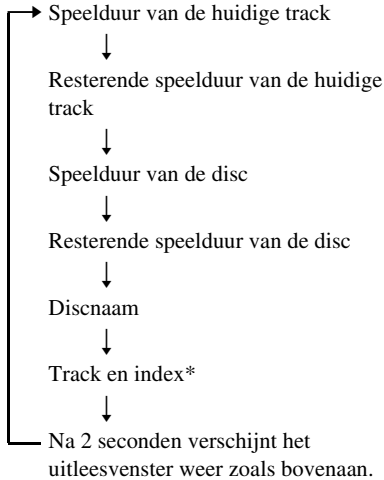 Speelduur van de huidige track
Resterende speelduur van de huidige
track
Speelduur van de disc
Resterende speelduur van de disc
Discnaam
Track en index*
Na 2 seconden verschijnt het
uitleesvenster weer zoals bovenaan.